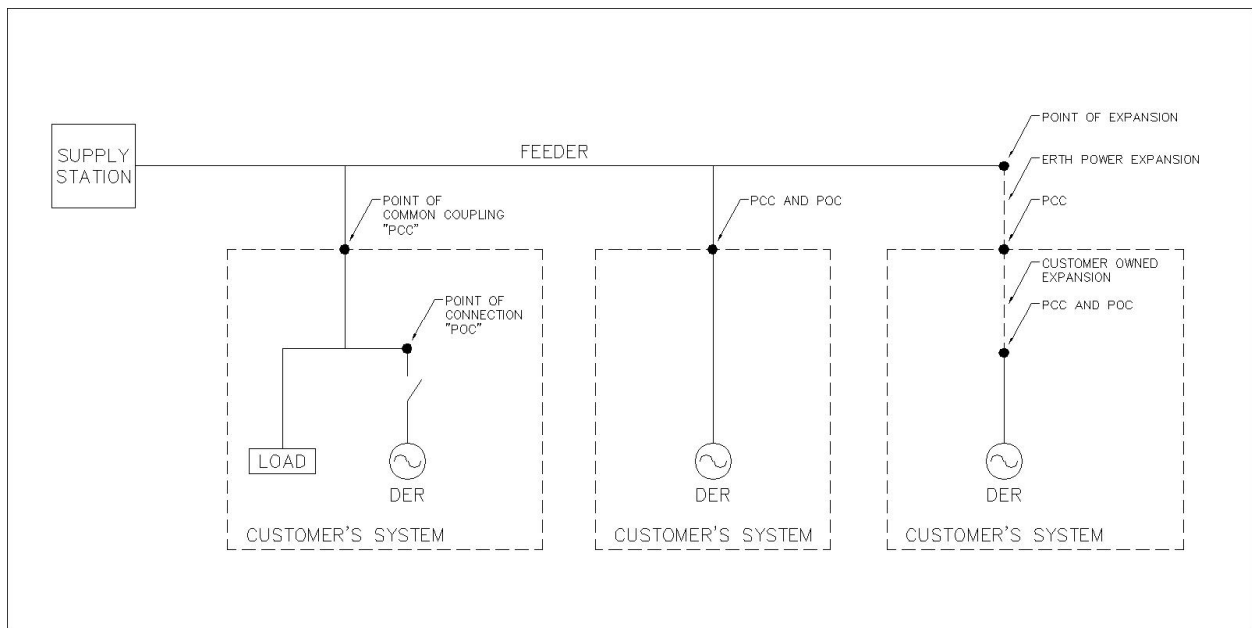 SUPPLY
STATION
FEEDER
POINT OF EXPANSION
ERTH POWER EXPANSION
POINT OF
COMMON COUPLING
"PCC"
PCC AND POC
PCC
CUSTOMER OWNED
EXPANSION
POINT OF
CONNECTION
"POC"
PCC AND POC
LOAD
DER
DER
DER
CUSTOMER'S SYSTEM
CUSTOMER'S SYSTEM
CUSTOMER'S SYSTEM